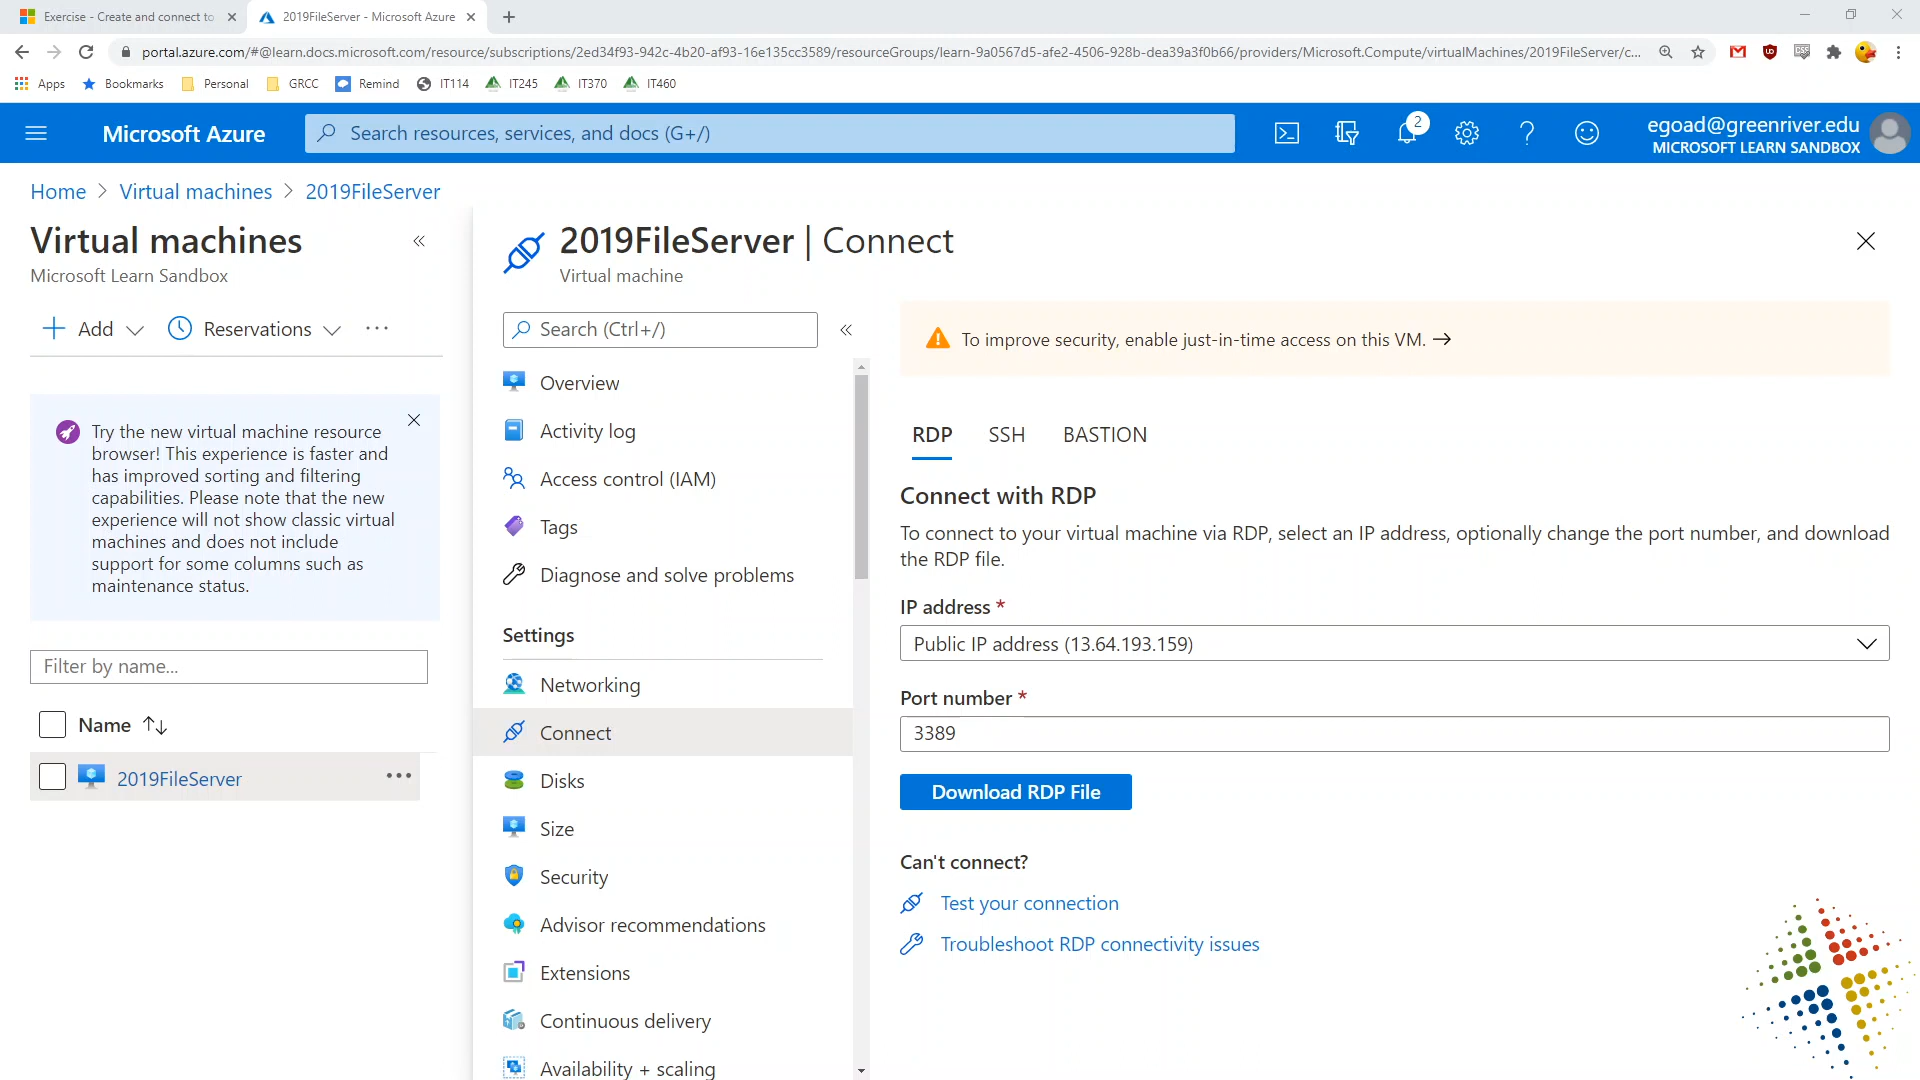 Exercise - Create and connect to
2019FileServer - Microsoft Azure
portal.azure.com/#@learn.docs.microsoft.com/resource/subscriptions/2ed34f93-942c-4b20-af93-16e135cc3589/resourceGroups/learn-9a0567d5-afe2-4506-928b-dea39a3f0b66/providers/Microsoft.Compute/virtualMachines/2019FileServer/c...
Apps
Bookmarks
Personal
GRCC
Remind
IT114
IT245
IT370
IT460
Microsoft Azure
Search resources, services, and docs (G+/)
2
egoad@greenriver.edu
MICROSOFT LEARN SANDBOX
Home > Virtual machines > 2019FileServer
Virtual machines
Microsoft Learn Sandbox
Add
Reservations
Try the new virtual machine resource
browser! This experience is faster and
has improved sorting and filtering
capabilities. Please note that the new
experience will not show classic virtual
machines and does not include
support for some columns such as
maintenance status.
Filter by name...
Name
2019FileServer
2019FileServer | Connect
Virtual machine
Search (Ctrl+/)
Overview
Activity log
Access control (IAM)
Tags
Diagnose and solve problems
Settings
Networking
Connect
Disks
Size
Security
Advisor recommendations
Extensions
Continuous delivery
Availability + scaling
To improve security, enable just-in-time access on this VM. →
RDP
SSH
BASTION
Connect with RDP
To connect to your virtual machine via RDP, select an IP address, optionally change the port number, and download
the RDP file.
IP address *
Public IP address (13.64.193.159)
Port number *
3389
Download RDP File
Can't connect?
Test your connection
Troubleshoot RDP connectivity issues